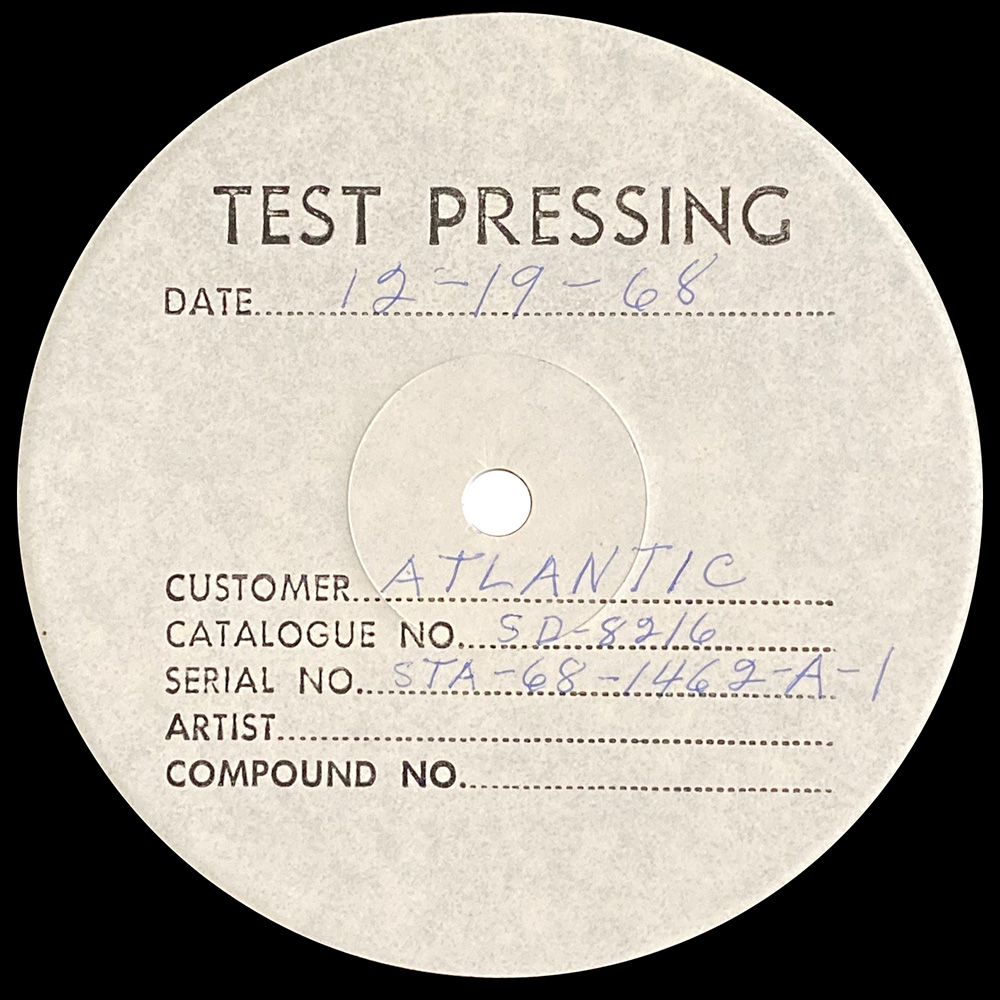 TEST PRESSING
DATE 12-19-68
CUSTOMER ATLANTIC
CATALOGUE NO. SD-8216
SERIAL NO. STA-68-1462-A-1
ARTIST
COMPOUND NO.